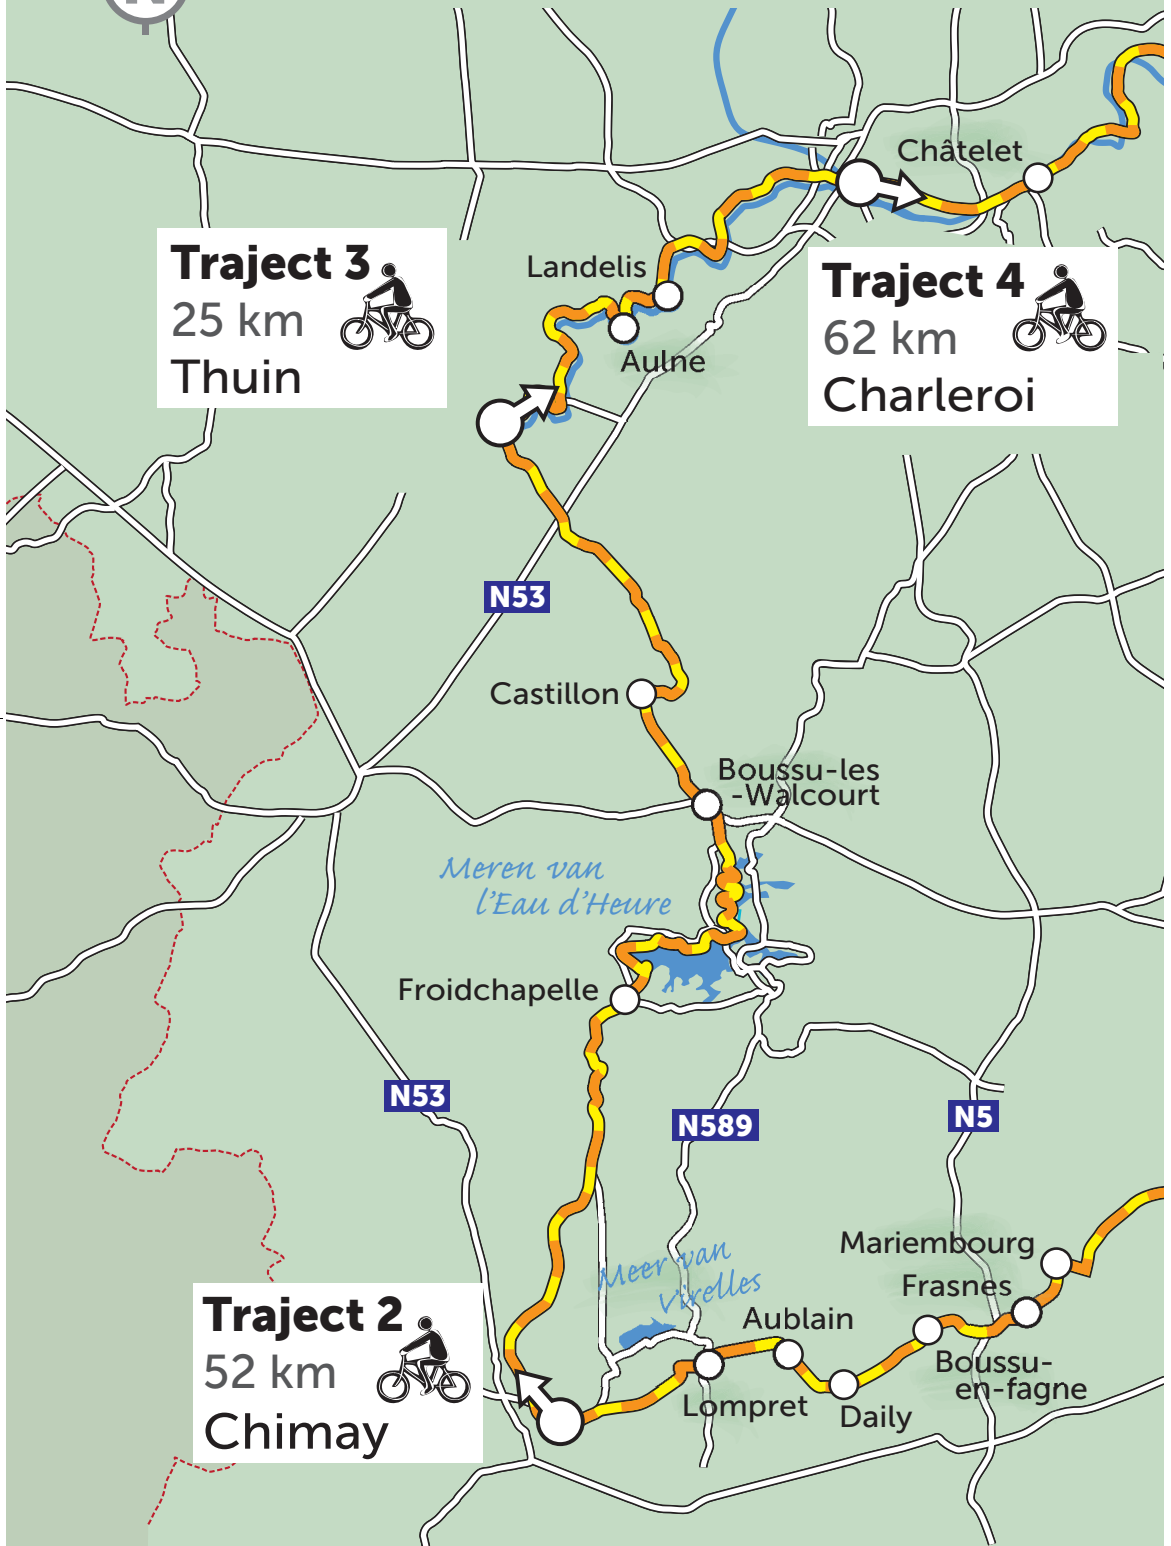 N
Châtelet
Traject 3
25 km
Thuin
Landelis
Traject 4
62 km
Charleroi
Aulne
N53
Castillon
Boussu-les
-Walcourt
Meren van
l'Eau d'Heure
Froidchapelle
N53
N589
N5
Mariembourg
Meer van
Virelles
Frasnes
Traject 2
52 km
Chimay
Aublain
Boussu-
en-fagne
Lompret
Daily